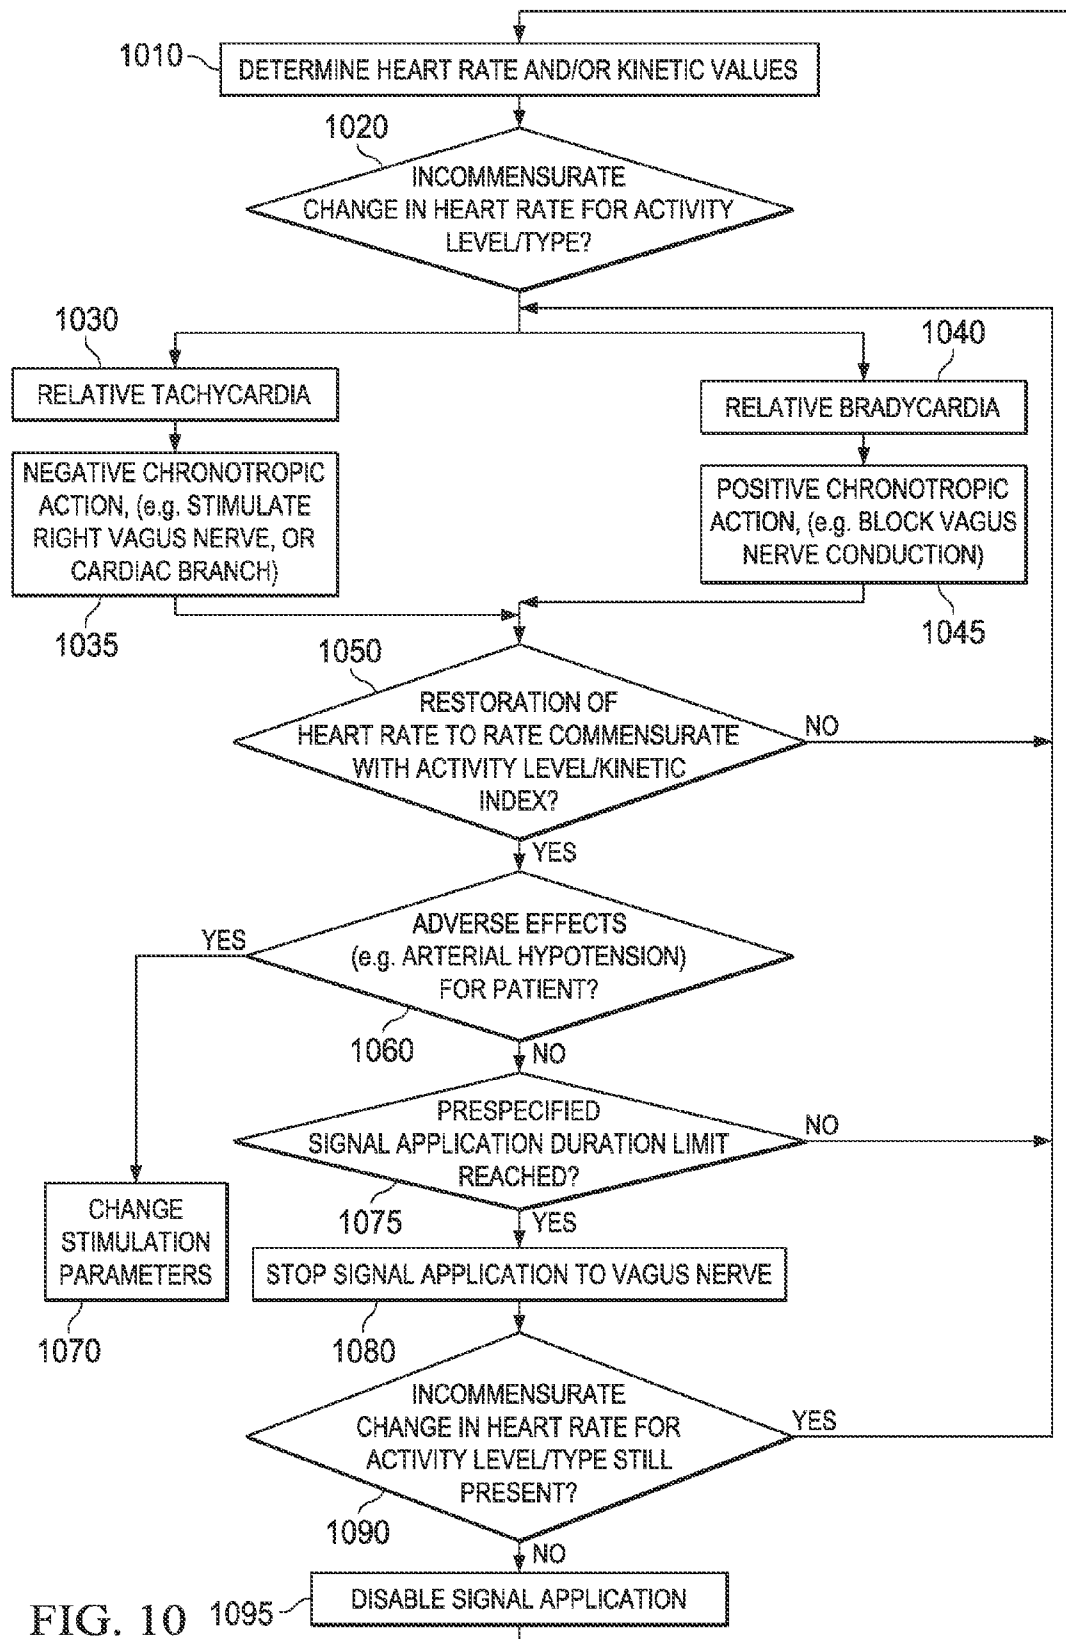 1010
DETERMINE HEART RATE AND/OR KINETIC VALUES
1020
INCOMMENSURATE
CHANGE IN HEART RATE FOR ACTIVITY
LEVEL/TYPE?
1030
RELATIVE TACHYCARDIA
1040
RELATIVE BRADYCARDIA
NEGATIVE CHRONOTROPIC
ACTION, (e.g. STIMULATE
RIGHT VAGUS NERVE, OR
CARDIAC BRANCH)
1035
POSITIVE CHRONOTROPIC
ACTION, (e.g. BLOCK VAGUS
NERVE CONDUCTION)
1045
1050
RESTORATION OF
HEART RATE TO RATE COMMENSURATE
WITH ACTIVITY LEVEL/KINETIC
INDEX?
NO
YES
ADVERSE EFFECTS
(e.g. ARTERIAL HYPOTENSION)
FOR PATIENT?
YES
1060
NO
PRESPECIFIED
SIGNAL APPLICATION DURATION LIMIT
REACHED?
NO
1075
YES
CHANGE
STIMULATION
PARAMETERS
1070
STOP SIGNAL APPLICATION TO VAGUS NERVE
1080
INCOMMENSURATE
CHANGE IN HEART RATE FOR
ACTIVITY LEVEL/TYPE STILL
PRESENT?
YES
1090
NO
DISABLE SIGNAL APPLICATION
1095
FIG. 10